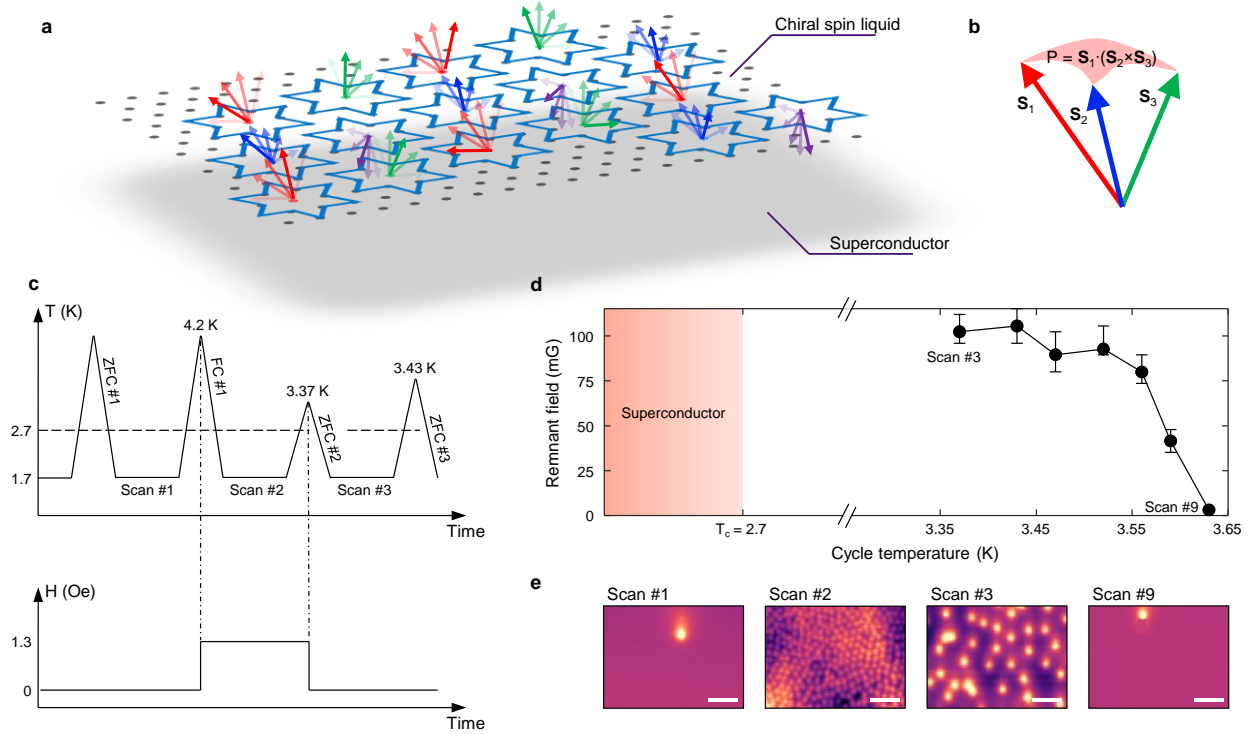 a
Chiral spin liquid
Superconductor
b
P = S₁·(S₂×S₃)
S₁
S₂
S₃
c
T (K)
4.2 K
3.43 K
3.37 K
ZFC #1
FC #1
ZFC #2
ZFC #3
2.7
1.7
Scan #1
Scan #2
Scan #3
Time
H (Oe)
1.3
0
Time
d
Remnant field (mG)
100
75
50
25
0
Superconductor
Scan #3
Scan #9
T_c = 2.7
3.35
3.45
3.55
3.65
Cycle temperature (K)
e
Scan #1
Scan #2
Scan #3
Scan #9